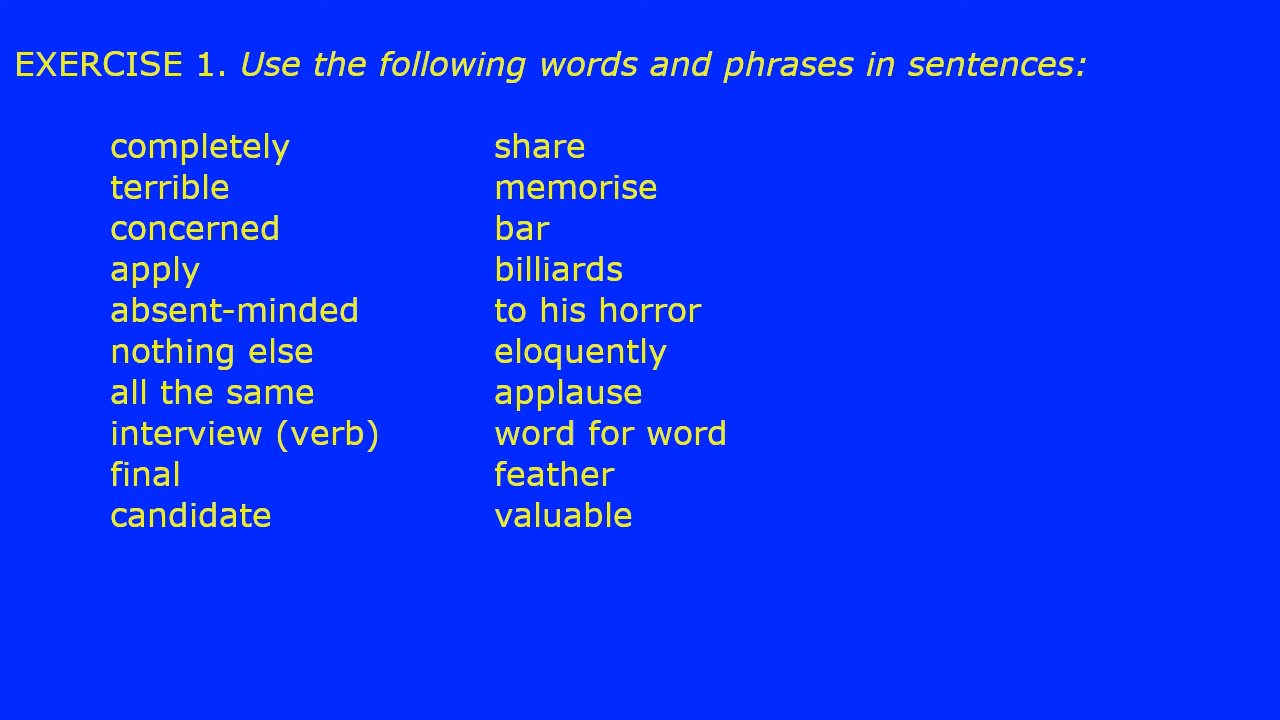 EXERCISE 1. Use the following words and phrases in sentences:
completely
terrible
concerned
apply
absent-minded
nothing else
all the same
interview (verb)
final
candidate
share
memorise
bar
billiards
to his horror
eloquently
applause
word for word
feather
valuable